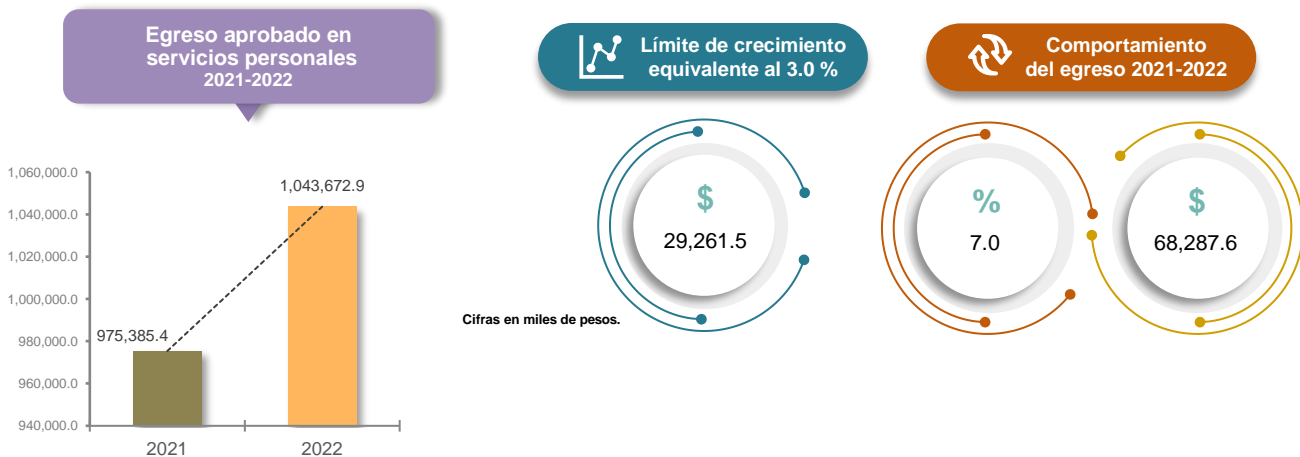 Egreso aprobado en
servicios personales
2021-2022
Límite de crecimiento
equivalente al 3.0 %
Comportamiento
del egreso 2021-2022
1,060,000.0
1,040,000.0
1,020,000.0
1,000,000.0
980,000.0
960,000.0
940,000.0
975,385.4
1,043,672.9
2021
2022
$
29,261.5
%
7.0
$
68,287.6
Cifras en miles de pesos.